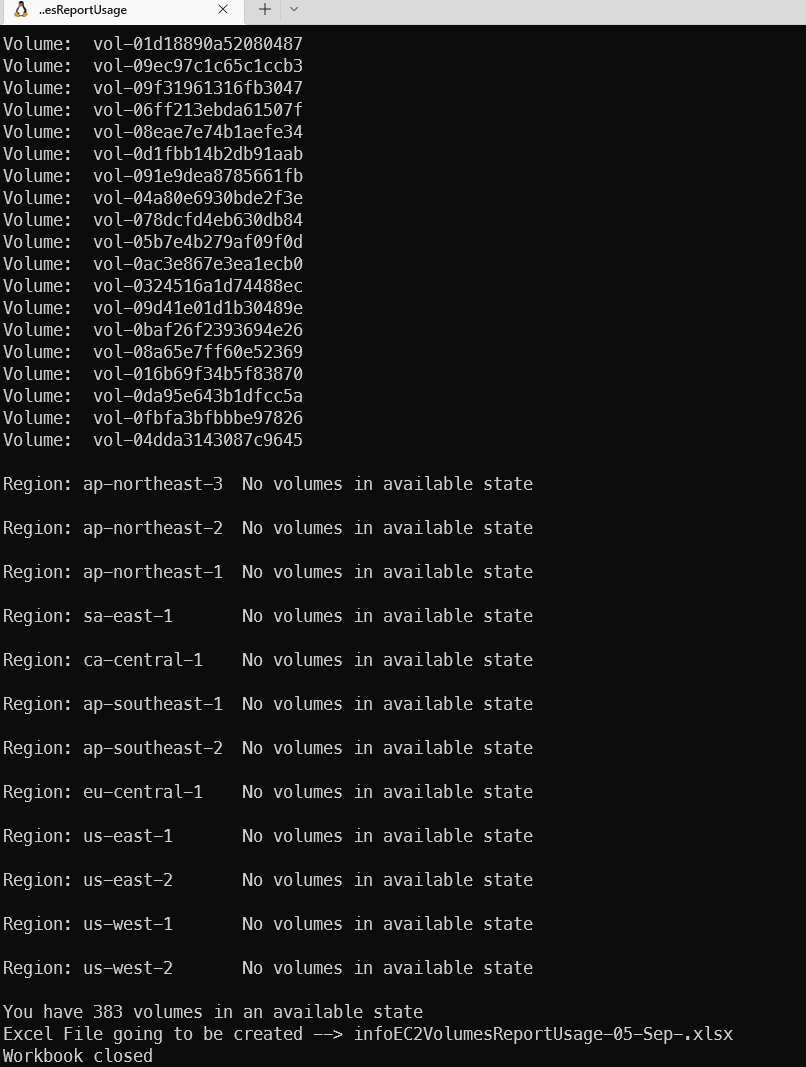 ..esReportUsage
Volume:  vol-01d18890a52080487
Volume:  vol-09ec97c1c65c1ccb3
Volume:  vol-09f31961316fb3047
Volume:  vol-06ff213ebda61507f
Volume:  vol-08eae7e74b1aefe34
Volume:  vol-0d1fbb14b2db91aab
Volume:  vol-091e9dea8785661fb
Volume:  vol-04a80e6930bde2f3e
Volume:  vol-078dcfd4eb630db84
Volume:  vol-05b7e4b279af09f0d
Volume:  vol-0ac3e867e3ea1ecb0
Volume:  vol-0324516a1d74488ec
Volume:  vol-09d41e01d1b30489e
Volume:  vol-0baf26f2393694e26
Volume:  vol-08a65e7ff60e52369
Volume:  vol-016b69f34b5f83870
Volume:  vol-0da95e643b1dfcc5a
Volume:  vol-0fbfa3bfbbbe97826
Volume:  vol-04dda3143087c9645
Region: ap-northeast-3  No volumes in available state
Region: ap-northeast-2  No volumes in available state
Region: ap-northeast-1  No volumes in available state
Region: sa-east-1       No volumes in available state
Region: ca-central-1    No volumes in available state
Region: ap-southeast-1  No volumes in available state
Region: ap-southeast-2  No volumes in available state
Region: eu-central-1    No volumes in available state
Region: us-east-1       No volumes in available state
Region: us-east-2       No volumes in available state
Region: us-west-1       No volumes in available state
Region: us-west-2       No volumes in available state
You have 383 volumes in an available state
Excel File going to be created --> infoEC2VolumesReportUsage-05-Sep-.xlsx
Workbook closed